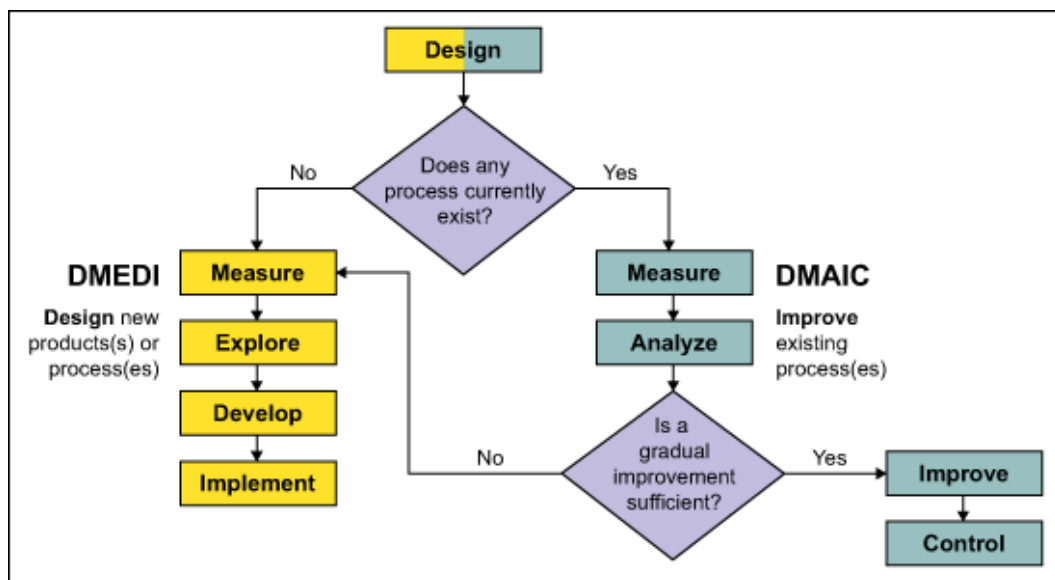 Design
Does any
process currently
exist?
No
Yes
DMEDI
Design new
products(s) or
process(es)
Measure
Explore
Develop
Implement
Measure
Analyze
DMAIC
Improve
existing
process(es)
Is a
gradual
improvement
sufficient?
No
Yes
Improve
Control